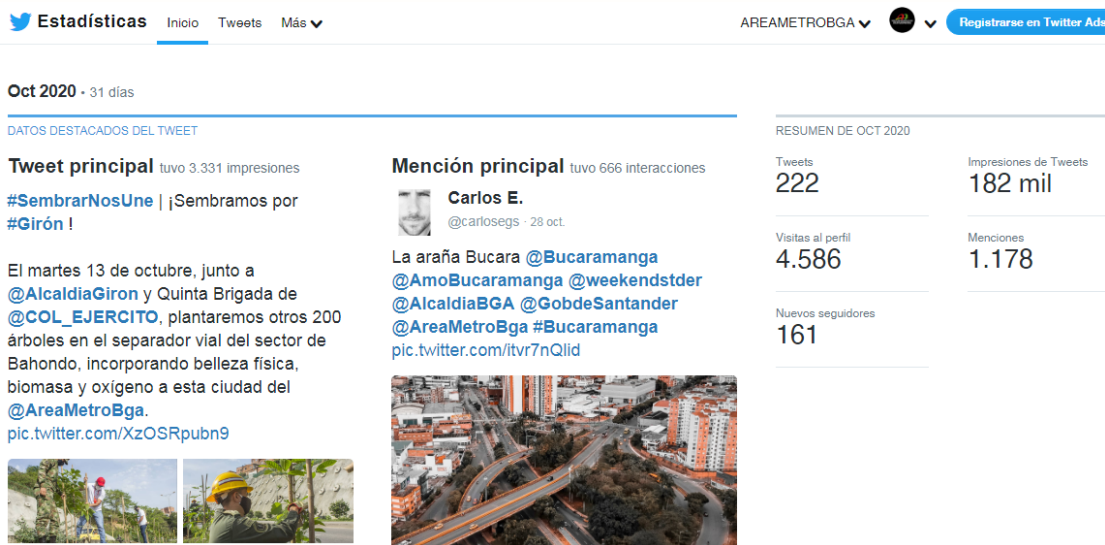 Estadísticas Inicio Tweets Más AREAMETROBGA Registrarse en Twitter Ads
Oct 2020 • 31 días
DATOS DESTACADOS DEL TWEET
Tweet principal tuvo 3.331 impresiones
#SembrarNosUne | ¡Sembramos por
#Girón !
El martes 13 de octubre, junto a
@AlcaldiaGiron y Quinta Brigada de
@COL_EJERCITO, plantaremos otros 200
árboles en el separador vial del sector de
Bahondo, incorporando belleza física,
biomasa y oxígeno a esta ciudad del
@AreaMetroBga.
pic.twitter.com/XzOSRpubn9
Mención principal tuvo 666 interacciones
Carlos E.
@carlosegs · 28 oct.
La araña Bucara @Bucaramanga
@AmoBucaramanga @weekendstder
@AlcaldiaBGA @GobdeSantander
@AreaMetroBga #Bucaramanga
pic.twitter.com/itvr7nQlid
RESUMEN DE OCT 2020
Tweets
222
Impresiones de Tweets
182 mil
Visitas al perfil
4.586
Menciones
1.178
Nuevos seguidores
161